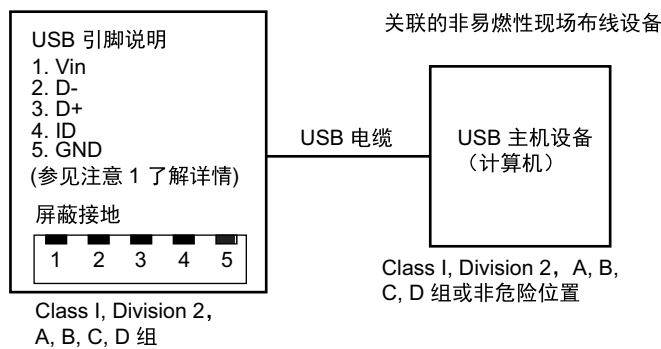 关联的非易燃性现场布线设备
USB 引脚说明
1. Vin
2. D-
3. D+
4. ID
5. GND
(参见注意 1 了解详情)
屏蔽接地
1 2 3 4 5
Class I, Division 2，
A, B, C, D 组
USB 电缆
USB 主机设备
（计算机）
Class I, Division 2，A, B,
C, D 组或非危险位置